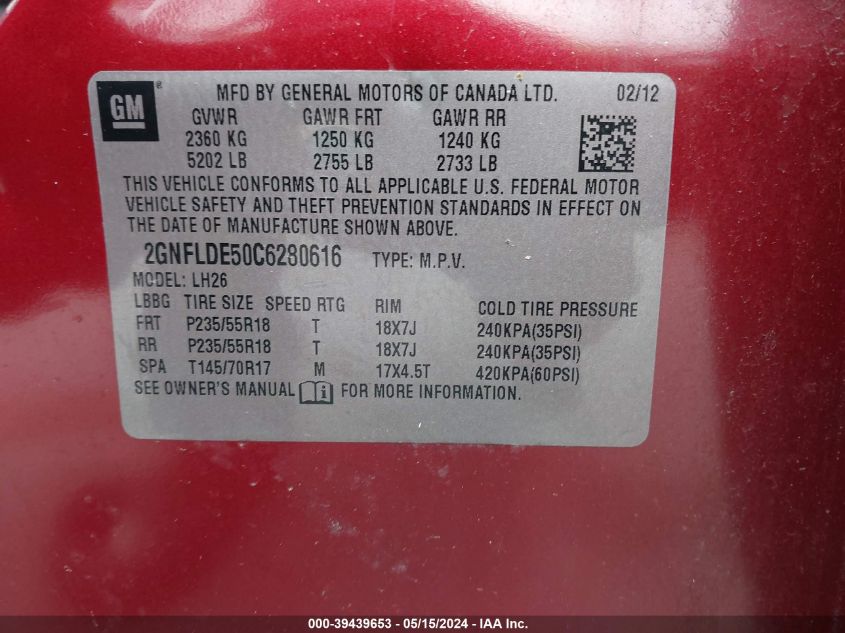 GM ®
MFD BY GENERAL MOTORS OF CANADA LTD. 02/12
GVWR GAWR FRT GAWR RR
2360 KG 1250 KG 1240 KG
5202 LB 2755 LB 2733 LB
THIS VEHICLE CONFORMS TO ALL APPLICABLE U.S. FEDERAL MOTOR
VEHICLE SAFETY AND THEFT PREVENTION STANDARDS IN EFFECT ON
THE DATE OF MANUFACTURE SHOWN ABOVE.
2GNFLDE50C6280616 TYPE: M.P.V.
MODEL: LH26
LBBG TIRE SIZE SPEED RTG RIM COLD TIRE PRESSURE
FRT P235/55R18 T 18X7J 240KPA(35PSI)
RR P235/55R18 T 18X7J 240KPA(35PSI)
SPA T145/70R17 M 17X4.5T 420KPA(60PSI)
SEE OWNER'S MANUAL i FOR MORE INFORMATION.
000-39439653 - 05/15/2024 - IAA Inc.